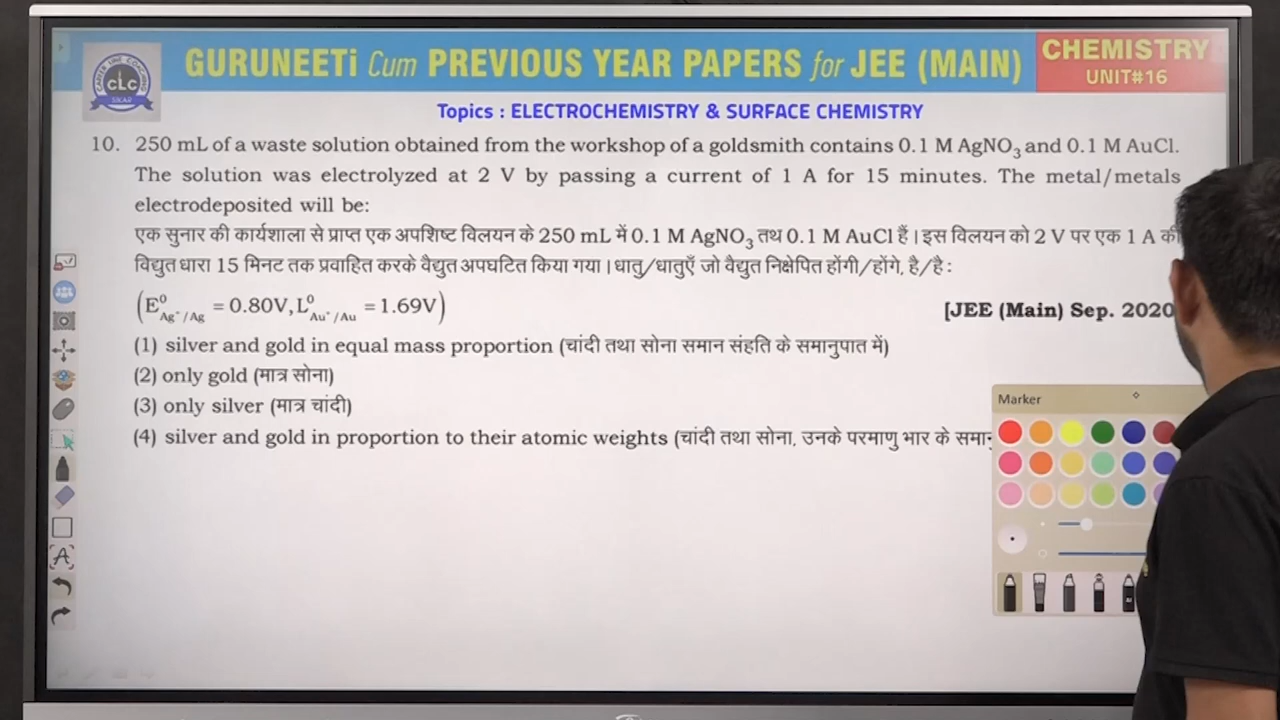 GURUNEETi Cum PREVIOUS YEAR PAPERS for JEE (MAIN)
CHEMISTRY
UNIT#16
CLC
SIKAR
Topics : ELECTROCHEMISTRY & SURFACE CHEMISTRY
10. 250 mL of a waste solution obtained from the workshop of a goldsmith contains 0.1 M AgNO₃ and 0.1 M AuCl.
The solution was electrolyzed at 2 V by passing a current of 1 A for 15 minutes. The metal/metals
electrodeposited will be:
एक सुनार की कार्यशाला से प्राप्त एक अपशिष्ट विलयन के 250 mL में 0.1 M AgNO₃ तथ 0.1 M AuCl हैं। इस विलयन को 2 V पर एक 1 A की
विद्युत धारा 15 मिनट तक प्रवाहित करके वैद्युत अपघटित किया गया। धातु/धातुएँ जो वैद्युत निक्षेपित होंगी/होंगे, है/है :
(E⁰Ag⁺/Ag = 0.80V, L⁰Au⁺/Au = 1.69V)
[JEE (Main) Sep. 2020
(1) silver and gold in equal mass proportion (चांदी तथा सोना समान संहति के समानुपात में)
(2) only gold (मात्र सोना)
(3) only silver (मात्र चांदी)
(4) silver and gold in proportion to their atomic weights (चांदी तथा सोना, उनके परमाणु भार के
Marker